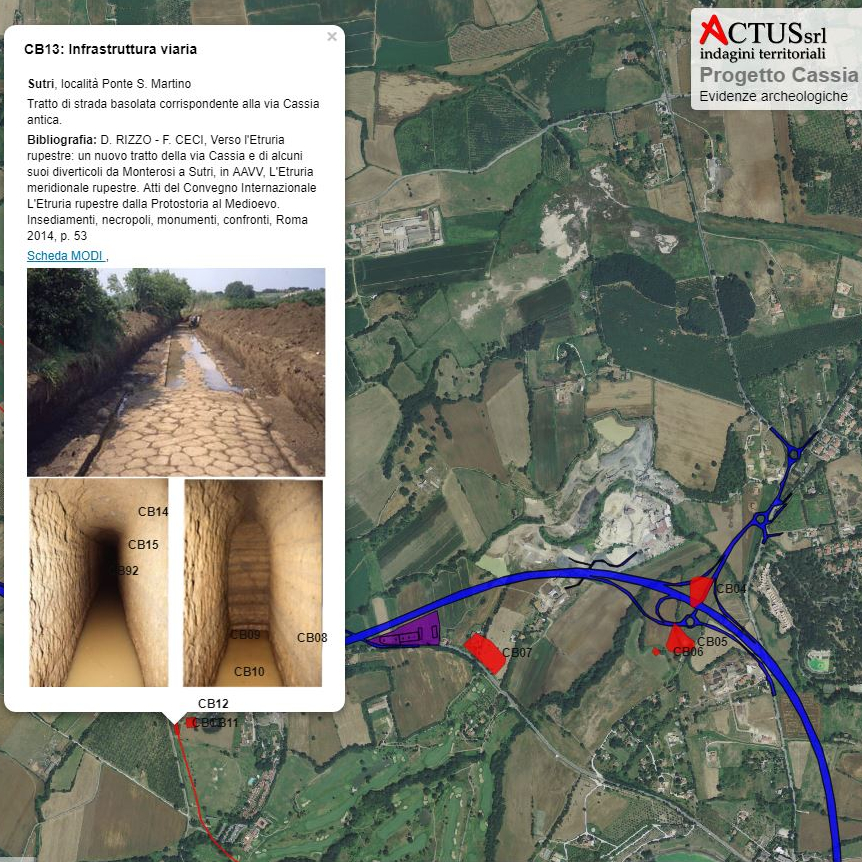 CB13: Infrastruttura viaria
×
Sutri, località Ponte S. Martino
Tratto di strada basolata corrispondente alla via Cassia
antica.
Bibliografia: D. RIZZO - F. CECI, Verso l'Etruria
rupestre: un nuovo tratto della via Cassia e di alcuni
suoi diverticoli da Monterosi a Sutri, in AAVV, L'Etruria
meridionale rupestre. Atti del Convegno Internazionale
L'Etruria rupestre dalla Protostoria al Medioevo.
Insediamenti, necropoli, monumenti, confronti, Roma
2014, p. 53
Scheda MODI ,
ACTUS srl
indagini territoriali
Progetto Cassia
Evidenze archeologiche
CB14
CB15
CB09
CB08
CB10
CB12
CB11
CB04
CB05
CB06
CB07